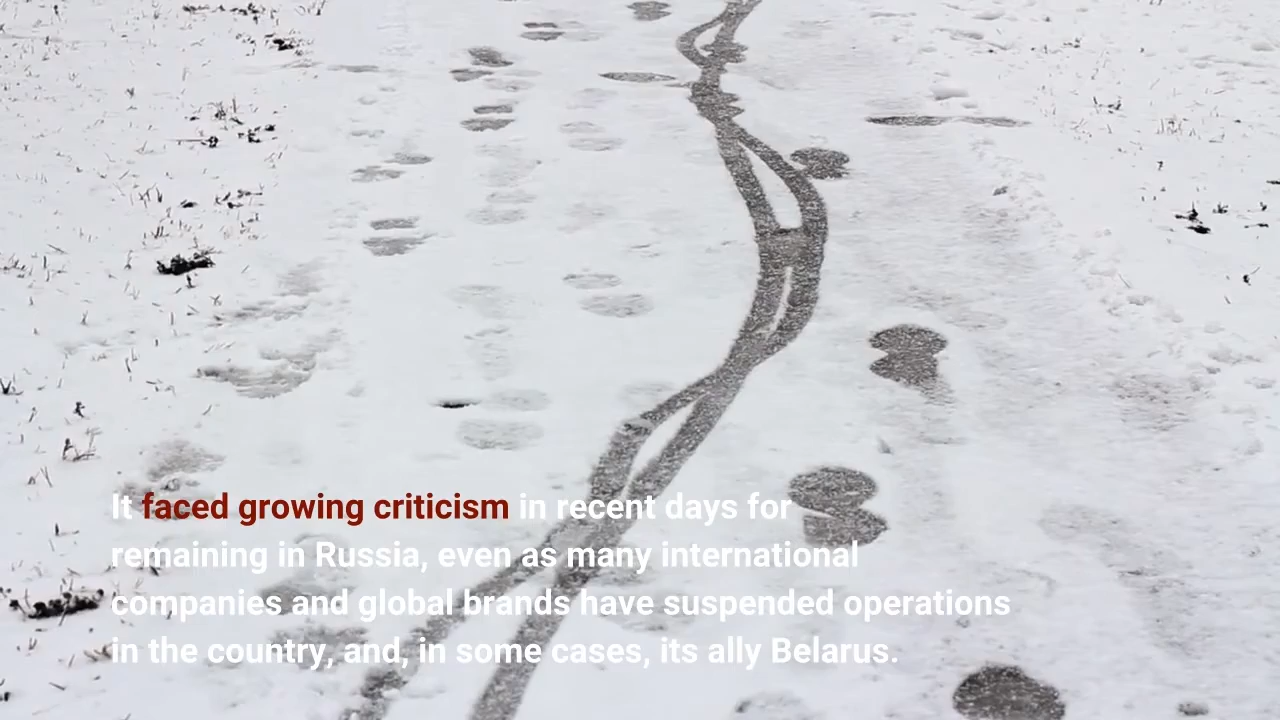 It faced growing criticism in recent days for
remaining in Russia, even as many international
companies and global brands have suspended operations
in the country, and, in some cases, its ally Belarus.